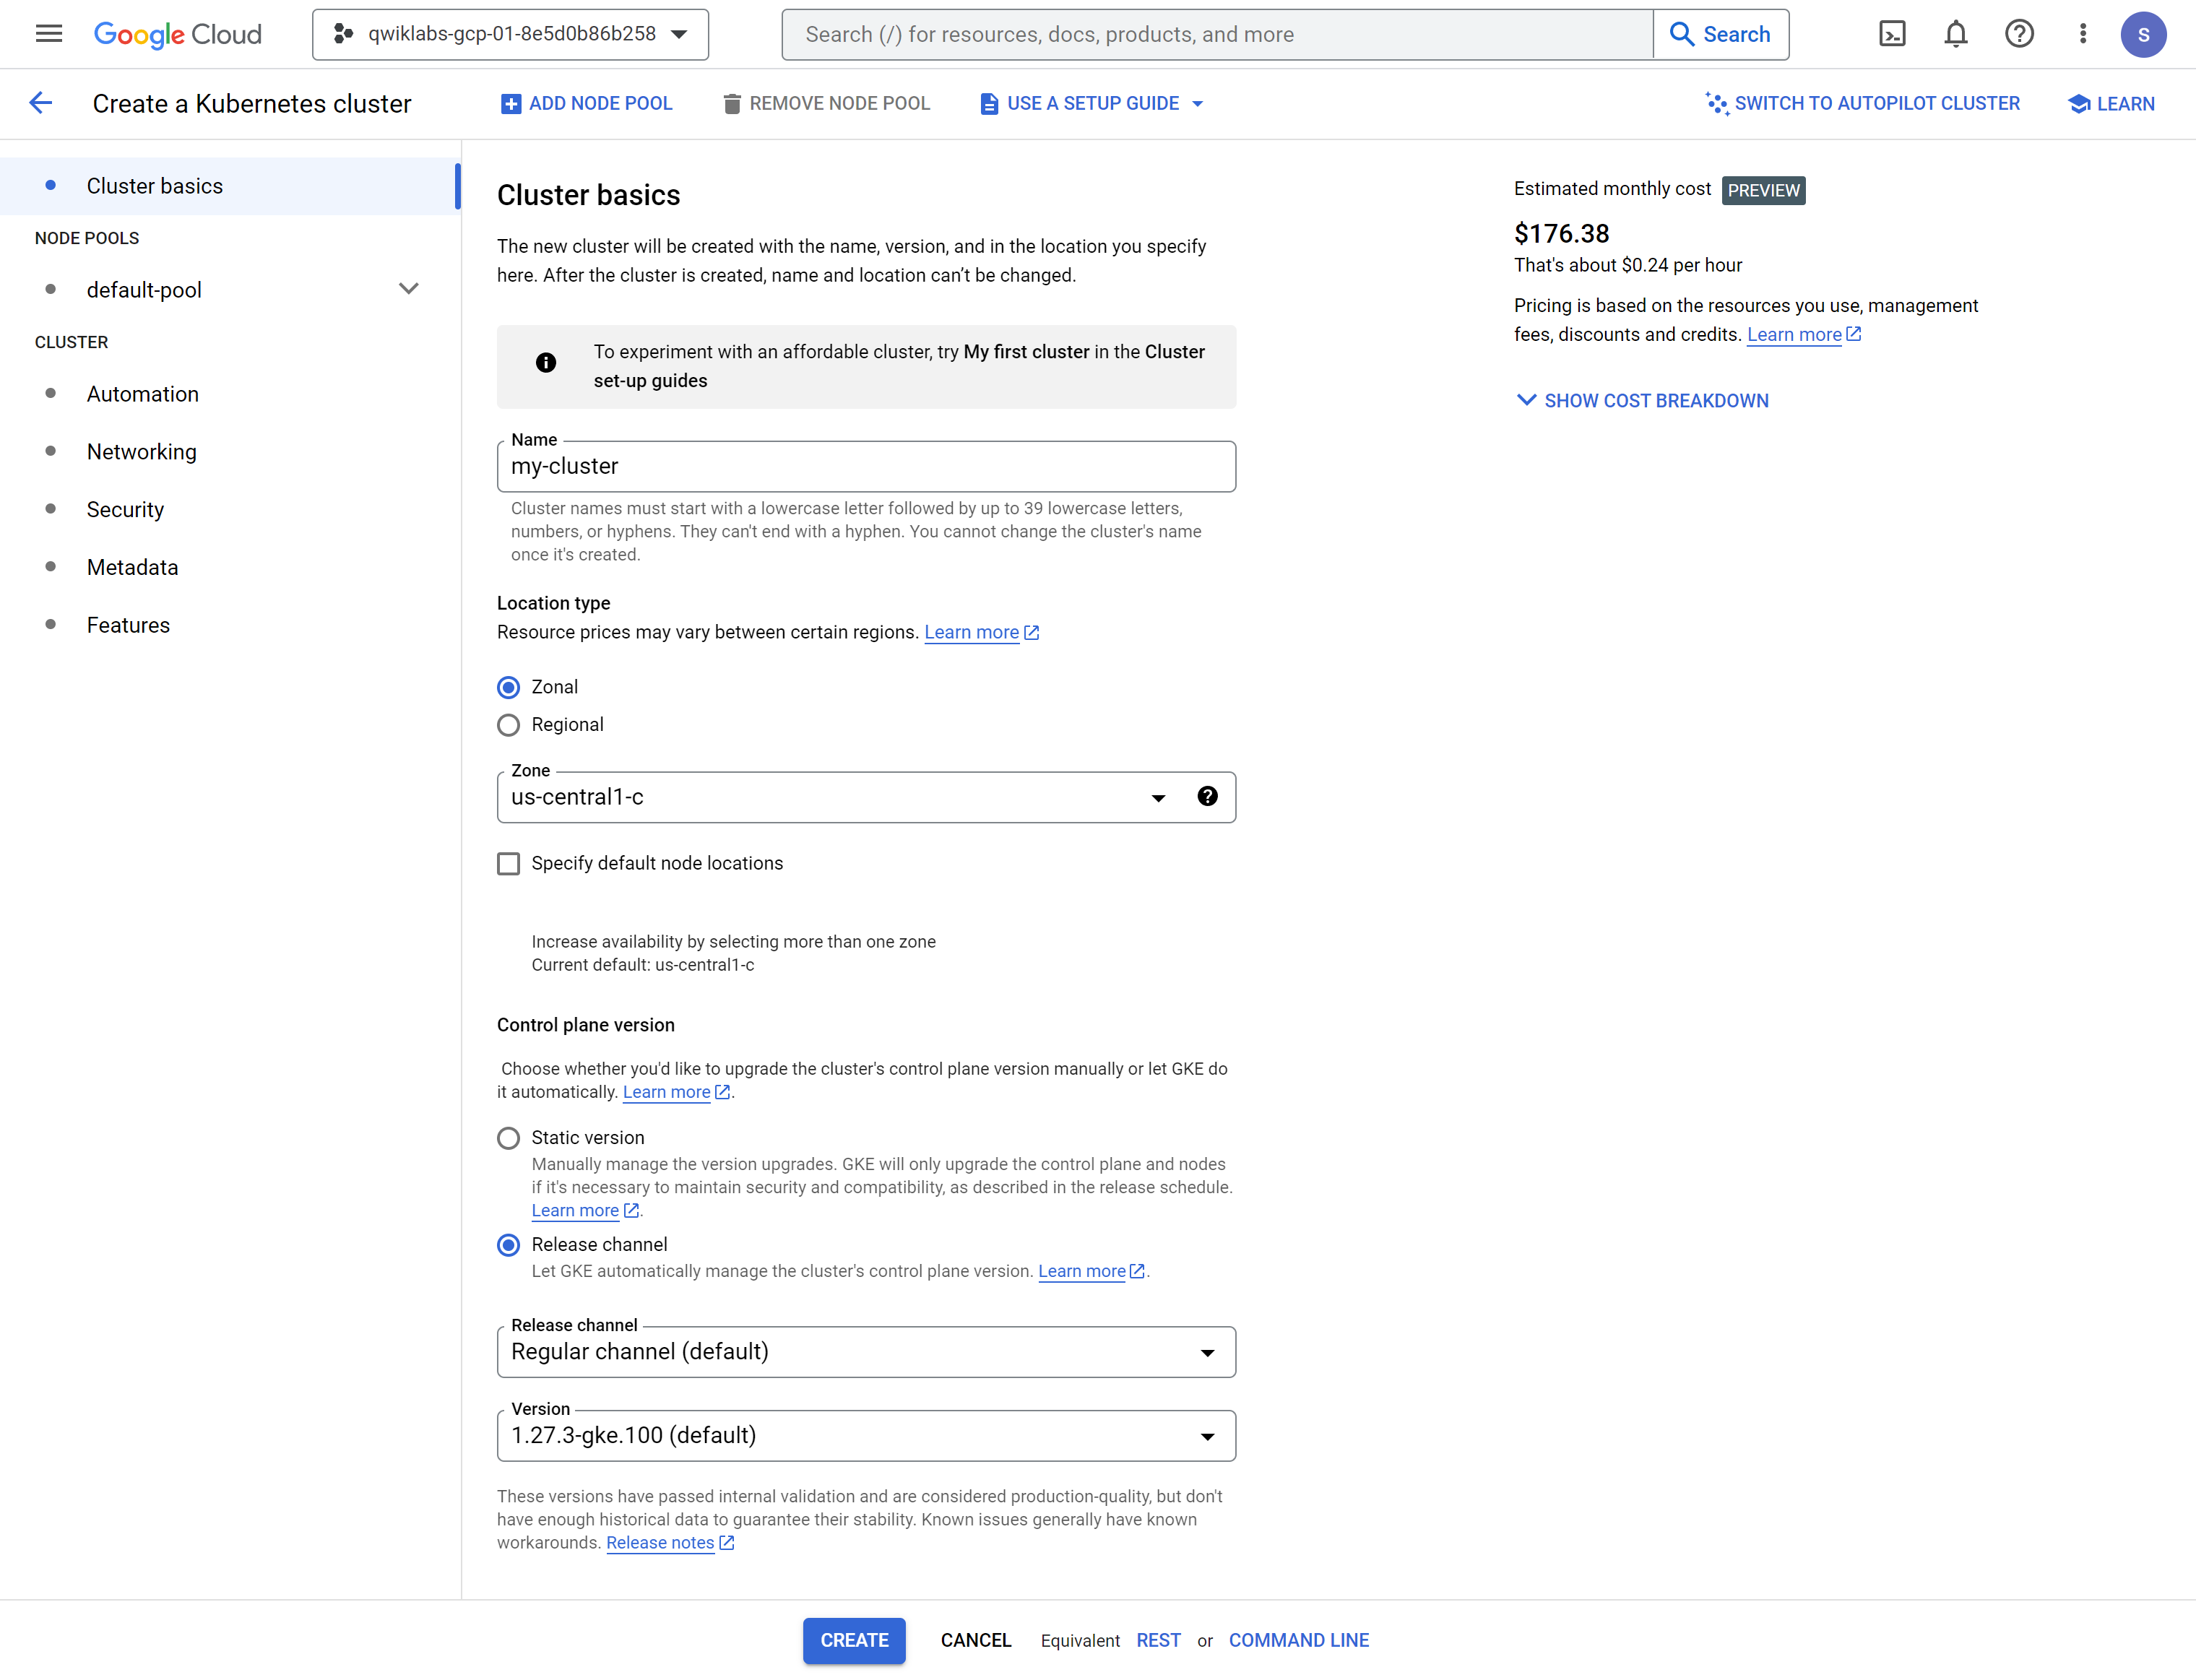 Google Cloud
qwiklabs-gcp-01-8e5d0b86b258
Search (/) for resources, docs, products, and more
Search
S
Create a Kubernetes cluster
ADD NODE POOL
REMOVE NODE POOL
USE A SETUP GUIDE
SWITCH TO AUTOPILOT CLUSTER
LEARN
Cluster basics
NODE POOLS
default-pool
CLUSTER
Automation
Networking
Security
Metadata
Features
Cluster basics
The new cluster will be created with the name, version, and in the location you specify
here. After the cluster is created, name and location can’t be changed.
To experiment with an affordable cluster, try My first cluster in the Cluster
set-up guides
Name
my-cluster
Cluster names must start with a lowercase letter followed by up to 39 lowercase letters,
numbers, or hyphens. They can't end with a hyphen. You cannot change the cluster's name
once it's created.
Location type
Resource prices may vary between certain regions. Learn more
Zonal
Regional
Zone
us-central1-c
Specify default node locations
Increase availability by selecting more than one zone
Current default: us-central1-c
Control plane version
Choose whether you'd like to upgrade the cluster's control plane version manually or let GKE do
it automatically. Learn more.
Static version
Manually manage the version upgrades. GKE will only upgrade the control plane and nodes
if it's necessary to maintain security and compatibility, as described in the release schedule.
Learn more.
Release channel
Let GKE automatically manage the cluster's control plane version. Learn more.
Release channel
Regular channel (default)
Version
1.27.3-gke.100 (default)
These versions have passed internal validation and are considered production-quality, but don't
have enough historical data to guarantee their stability. Known issues generally have known
workarounds. Release notes
Estimated monthly cost PREVIEW
$176.38
That's about $0.24 per hour
Pricing is based on the resources you use, management
fees, discounts and credits. Learn more
SHOW COST BREAKDOWN
CREATE
CANCEL
Equivalent REST or COMMAND LINE